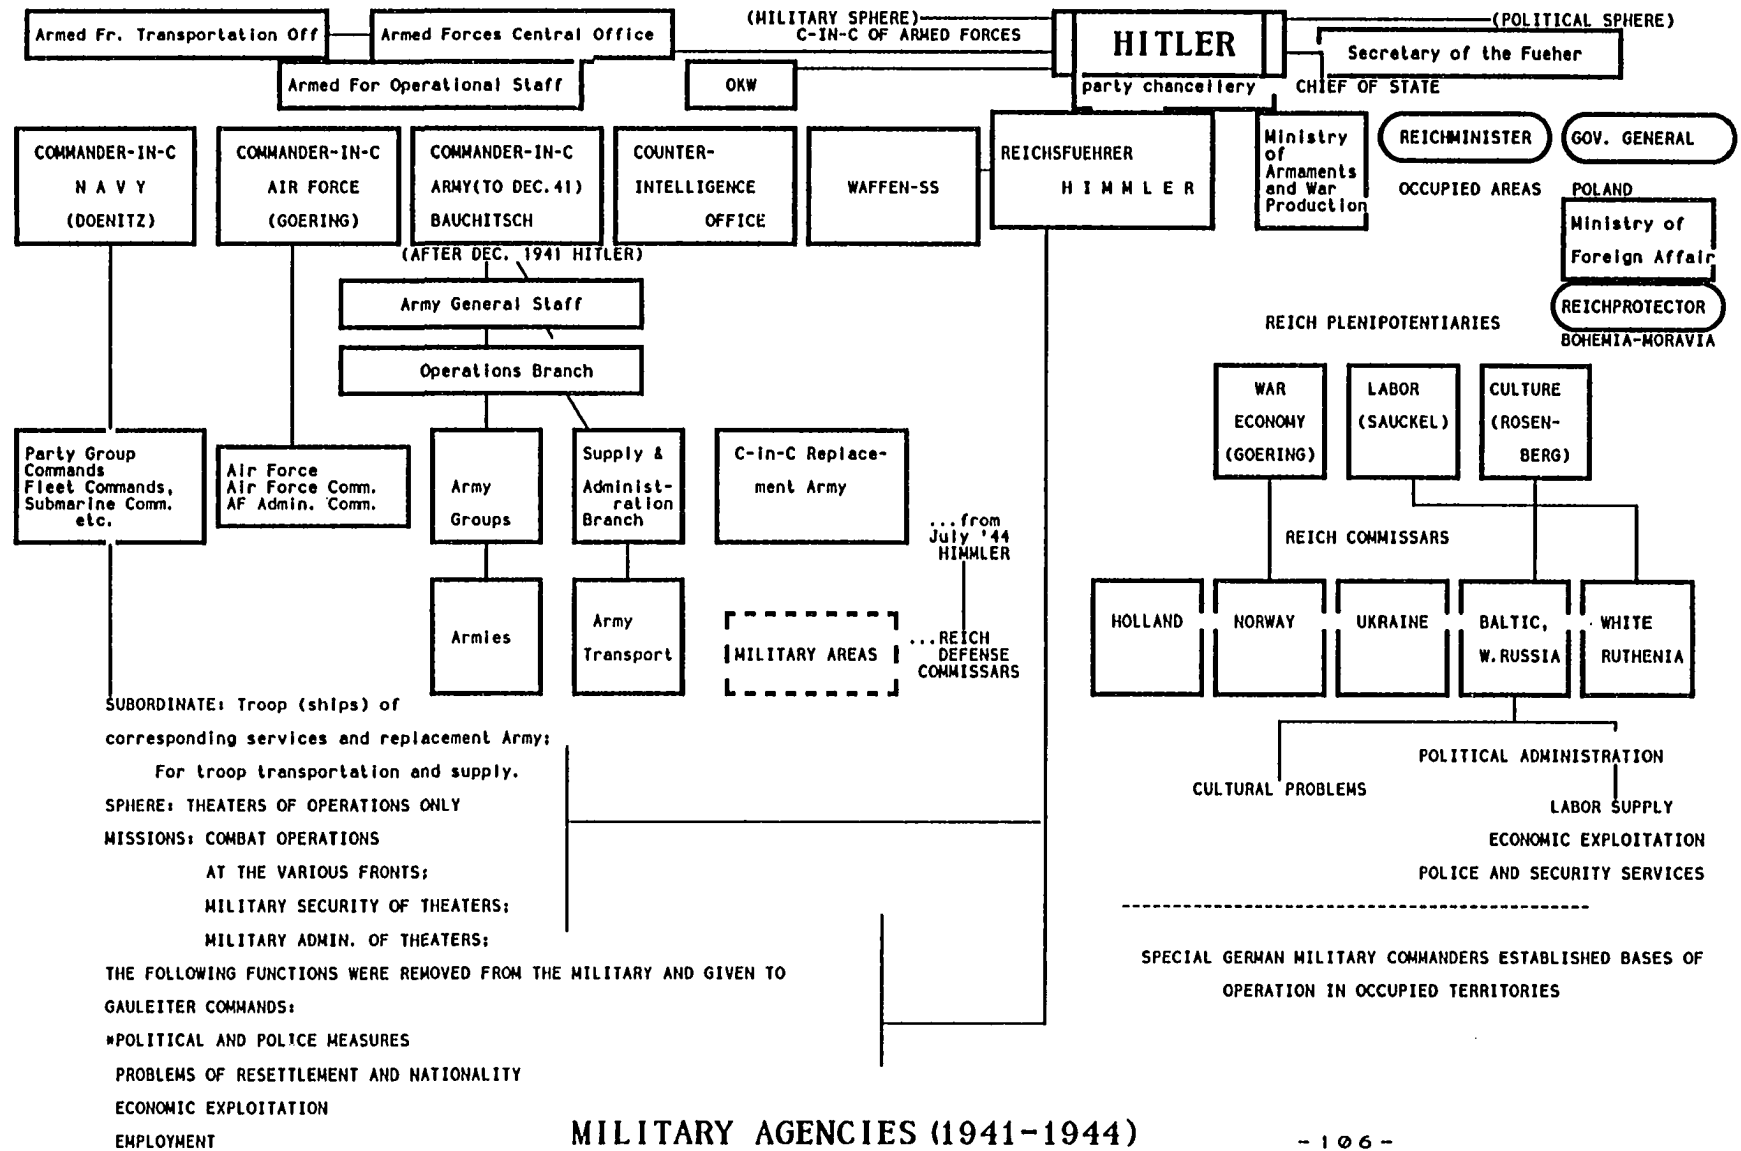 (MILITARY SPHERE)
(POLITICAL SPHERE)
Armed Fr. Transportation Off
Armed Forces Central Office
C-IN-C OF ARMED FORCES
HITLER
Secretary of the Fueher
Armed For Operational Staff
OKW
party chancellery
CHIEF OF STATE
COMMANDER-IN-C
N A V Y
(DOENITZ)
COMMANDER-IN-C
AIR FORCE
(GOERING)
COMMANDER-IN-C
ARMY(TO DEC.41)
BAUCHITSCH
(AFTER DEC. 1941 HITLER)
COUNTER-
INTELLIGENCE
OFFICE
WAFFEN-SS
REICHSFUEHRER
H I M M L E R
Ministry
of
Armaments
and War
Production
REICHMINISTER
OCCUPIED AREAS
GOV. GENERAL
POLAND
Ministry of
Foreign Affair
REICHPROTECTOR
BOHEMIA-MORAVIA
Army General Staff
Operations Branch
REICH PLENIPOTENTIARIES
WAR
ECONOMY
(GOERING)
LABOR
(SAUCKEL)
CULTURE
(ROSEN-
BERG)
Party Group
Commands
Fleet Commands,
Submarine Comm.
etc.
Air Force
Air Force Comm.
AF Admin. Comm.
Army
Groups
Supply &
Administ-
ration
Branch
C-in-C Replace-
ment Army
...from
July '44
HIMMLER
REICH COMMISSARS
Armies
Army
Transport
MILITARY AREAS
...REICH
DEFENSE
COMMISSARS
HOLLAND
NORWAY
UKRAINE
BALTIC,
W.RUSSIA
WHITE
RUTHENIA
SUBORDINATE: Troop (ships) of
corresponding services and replacement Army;
For troop transportation and supply.
SPHERE: THEATERS OF OPERATIONS ONLY
MISSIONS: COMBAT OPERATIONS
AT THE VARIOUS FRONTS;
MILITARY SECURITY OF THEATERS;
MILITARY ADMIN. OF THEATERS;
THE FOLLOWING FUNCTIONS WERE REMOVED FROM THE MILITARY AND GIVEN TO
GAULEITER COMMANDS:
*POLITICAL AND POLICE MEASURES
PROBLEMS OF RESETTLEMENT AND NATIONALITY
ECONOMIC EXPLOITATION
EMPLOYMENT
POLITICAL ADMINISTRATION
CULTURAL PROBLEMS
LABOR SUPPLY
ECONOMIC EXPLOITATION
POLICE AND SECURITY SERVICES
SPECIAL GERMAN MILITARY COMMANDERS ESTABLISHED BASES OF
OPERATION IN OCCUPIED TERRITORIES
MILITARY AGENCIES (1941-1944)
-106-